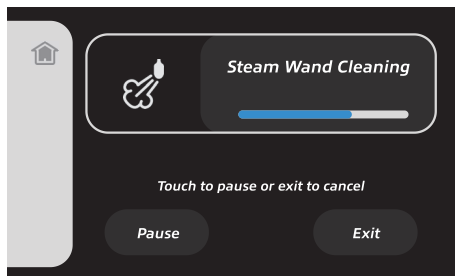 Steam Wand Cleaning
Touch to pause or exit to cancel
Pause
Exit